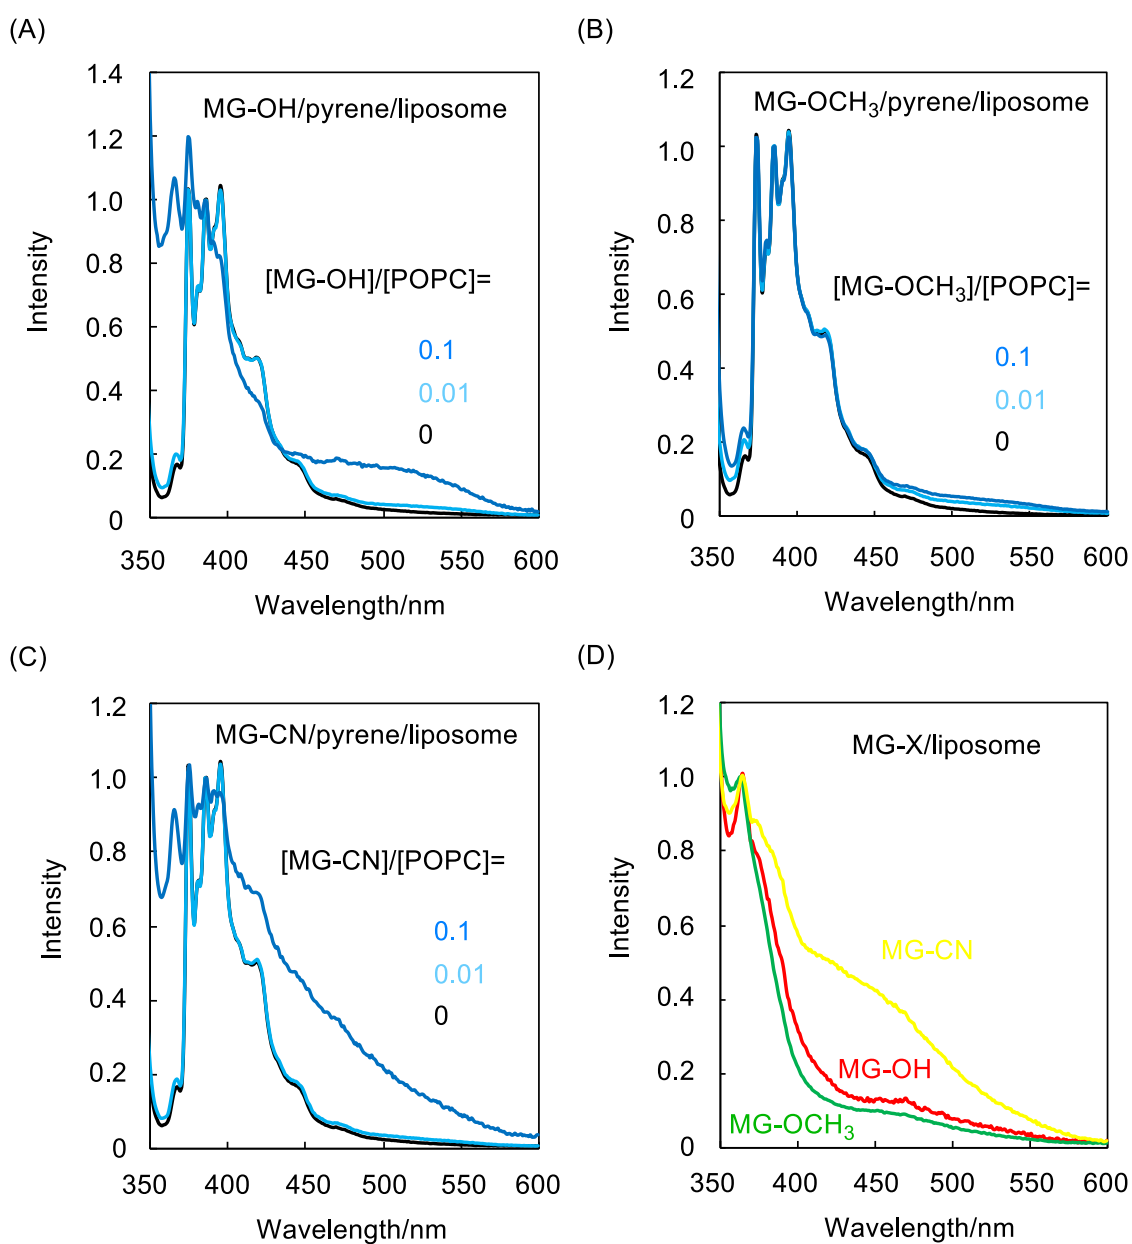 (A)
1.4
1.2
1.0
0.8
0.6
0.4
0.2
0
Intensity
MG-OH/pyrene/liposome
[MG-OH]/[POPC]=
0.1
0.01
0
350 400 450 500 550 600
Wavelength/nm
(B)
1.2
1.0
0.8
0.6
0.4
0.2
0
Intensity
MG-OCH₃/pyrene/liposome
[MG-OCH₃]/[POPC]=
0.1
0.01
0
350 400 450 500 550 600
Wavelength/nm
(C)
1.2
1.0
0.8
0.6
0.4
0.2
0
Intensity
MG-CN/pyrene/liposome
[MG-CN]/[POPC]=
0.1
0.01
0
350 400 450 500 550 600
Wavelength/nm
(D)
1.2
1.0
0.8
0.6
0.4
0.2
0
Intensity
MG-X/liposome
MG-CN
MG-OH
MG-OCH₃
350 400 450 500 550 600
Wavelength/nm